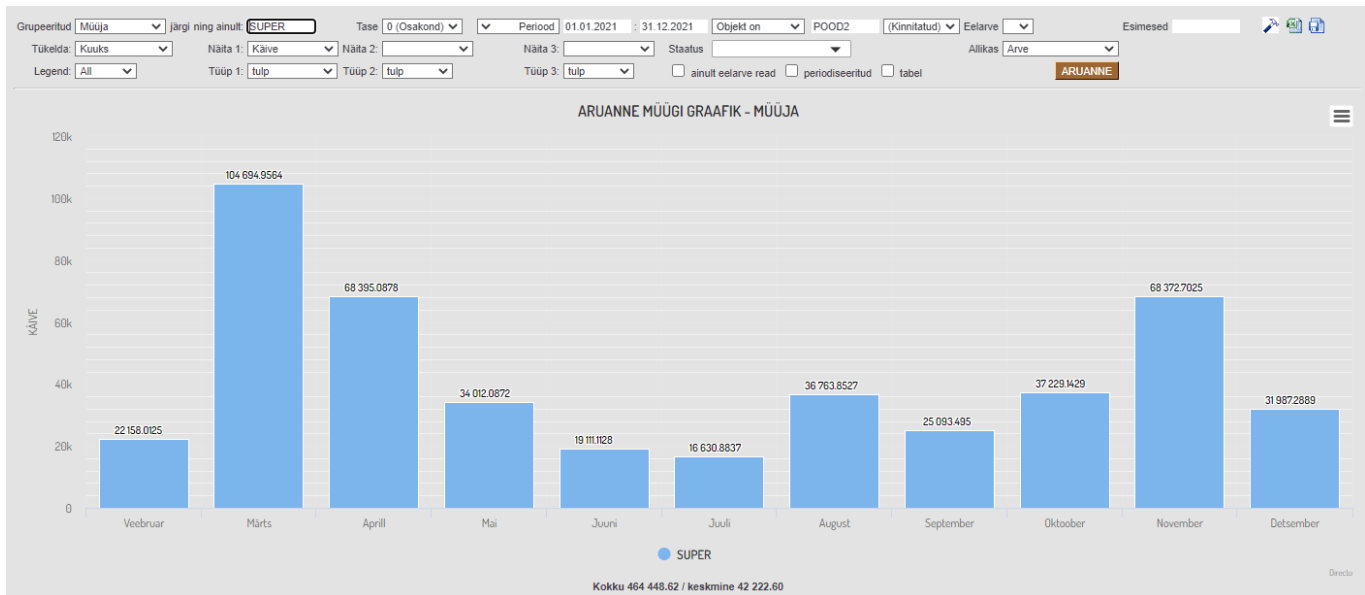 Grupeeritud Müüja järgi ning ainult: SUPER Tase 0 (Osakond) Periood 01.01.2021 : 31.12.2021 Objekt on POOD2 (Kinnitatud) Eelarve Esimesed
Tükelda: Kuuks Näita 1: Käive Näita 2: Näita 3: Staatus Allikas Arve
Legend: All Tüüp 1: tulp Tüüp 2: tulp Tüüp 3: tulp ainult eelarve read periodiseeritud tabel ARUANNE
ARUANNE MÜÜGI GRAAFIK - MÜÜJA
120k
104 694.9564
100k
80k
68 395.0878
68 372.7025
KÄIVE
60k
40k
34 012.0872
36 763.8527
37 229.1429
31 987.2889
22 158.0125
19 111.1128
16 630.8837
25 093.495
20k
0
Veebruar Märts Aprill Mai Juuni Juuli August September Oktoober November Detsember
SUPER
Directo
Kokku 464 448.62 / keskmine 42 222.60